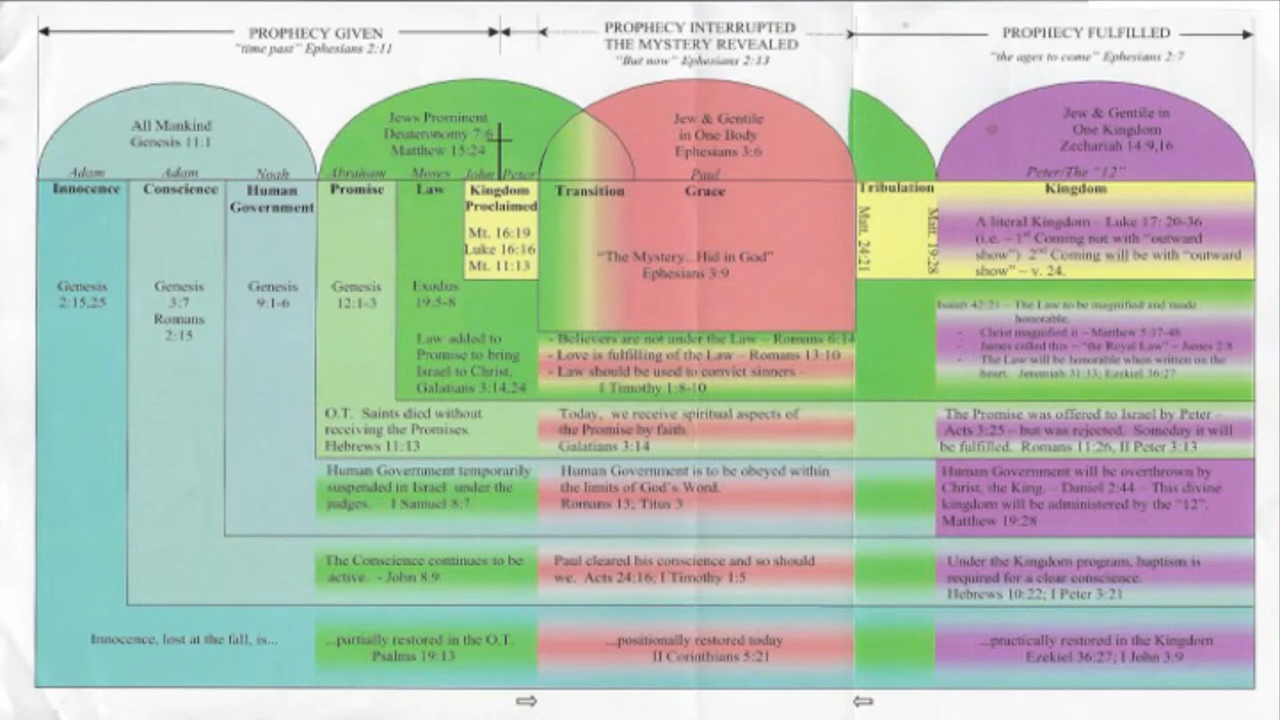 PROPHECY GIVEN
"time past" Ephesians 2:11
PROPHECY INTERRUPTED
THE MYSTERY REVEALED
"But now" Ephesians 2:13
PROPHECY FULFILLED
"the ages to come" Ephesians 2:7
All Mankind
Genesis 11:1
Jews Prominent
Deuteronomy 7:6
Matthew 15:24
Jew & Gentile
in One Body
Ephesians 3:6
Jew & Gentile in
One Kingdom
Zechariah 14:9,16
Adam
Adam
Noah
Abraham
Moses
John
Peter
Paul
Peter/The "12"
Innocence
Conscience
Human
Government
Promise
Law
Kingdom
Proclaimed
Transition
Grace
Tribulation
Kingdom
Mt. 16:19
Luke 16:16
Mt. 11:13
"The Mystery...Hid in God"
Ephesians 3:9
Matt. 24:21
Matt. 19:28
A literal Kingdom – Luke 17: 20-36
(i.e. – 1st Coming not with "outward
show") 2nd Coming will be with "outward
show" – v. 24.
Genesis
2:15,25
Genesis
3:7
Romans
2:15
Genesis
9:1-6
Genesis
12:1-3
Exodus
19:5-8
Isaiah 42:21 – The Law to be magnified and made
honorable.
- Christ magnified it – Matthew 5:17-48
- James called this – "the Royal Law" – James 2:8
- The Law will be honorable when written on the
heart. Jeremiah 31:33; Ezekiel 36:27
Law added to
Promise to bring
Israel to Christ.
Galatians 3:14,24
- Believers are not under the Law – Romans 6:14
- Love is fulfilling of the Law – Romans 13:10
- Law should be used to convict sinners
I Timothy 1:8-10
O.T. Saints died without
receiving the Promises.
Hebrews 11:13
Today, we receive spiritual aspects of
the Promise by faith.
Galatians 3:14
The Promise was offered to Israel by Peter –
Acts 3:25 – but was rejected. Someday it will
be fulfilled. Romans 11:26, II Peter 3:13
Human Government temporarily
suspended in Israel under the
judges. – I Samuel 8:7
Human Government is to be obeyed within
the limits of God's Word.
Romans 13; Titus 3
Human Government will be overthrown by
Christ, the King. – Daniel 2:44 – This divine
kingdom will be administered by the "12".
Matthew 19:28
The Conscience continues to be
active. - John 8:9
Paul cleared his conscience and so should
we. Acts 24:16; I Timothy 1:5
Under the Kingdom program, baptism is
required for a clear conscience.
Hebrews 10:22; I Peter 3:21
Innocence, lost at the fall, is...
...partially restored in the O.T.
Psalms 19:13
...positionally restored today
II Corinthians 5:21
...practically restored in the Kingdom
Ezekiel 36:27; I John 3:9